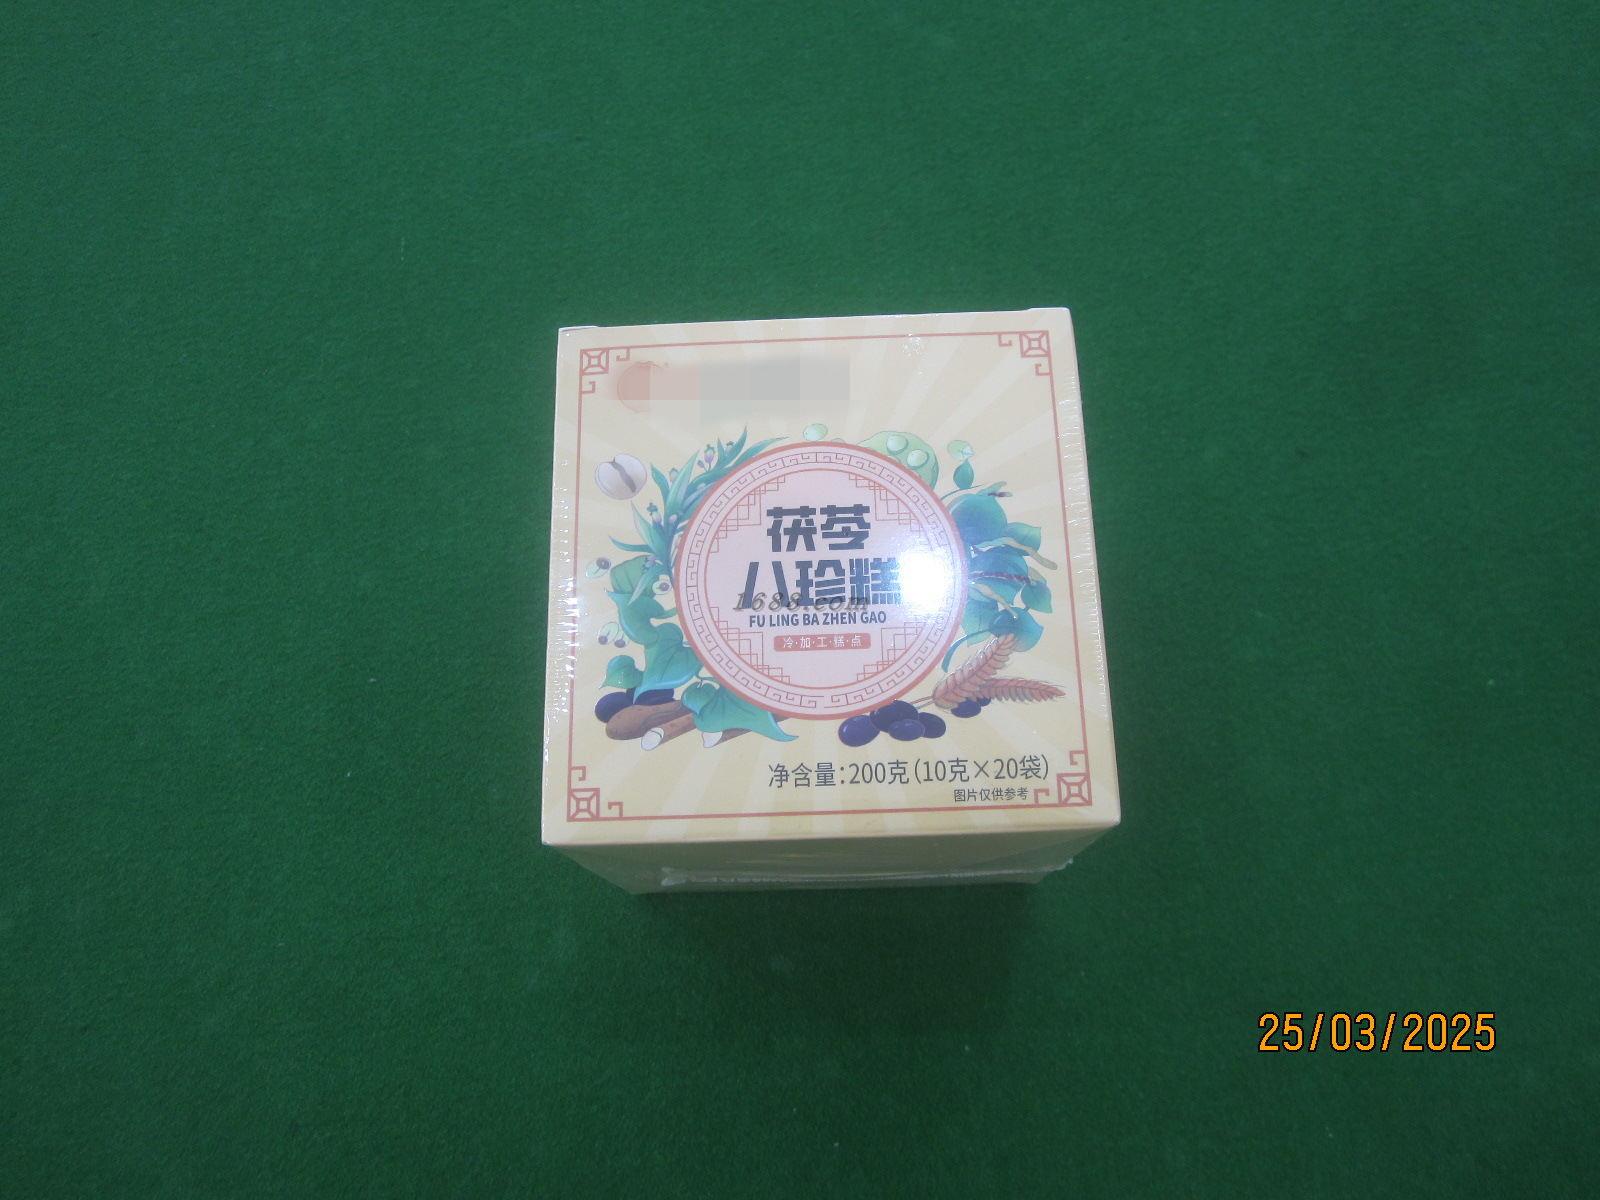 茯苓
八珍糕
1688.com
FU LING BA ZHEN GAO
冷·加·工·糕·点
净含量:200克(10克×20袋)
图片仅供参考
25/03/2025